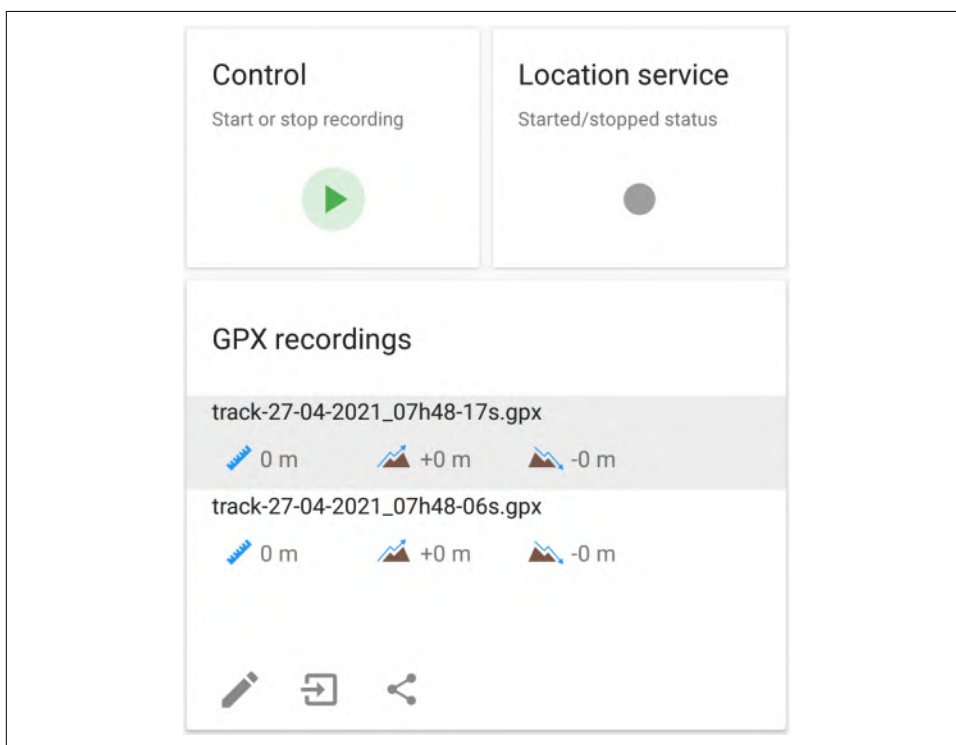 Control
Start or stop recording
Location service
Started/stopped status
GPX recordings
track-27-04-2021_07h48-17s.gpx
0 m +0 m -0 m
track-27-04-2021_07h48-06s.gpx
0 m +0 m -0 m